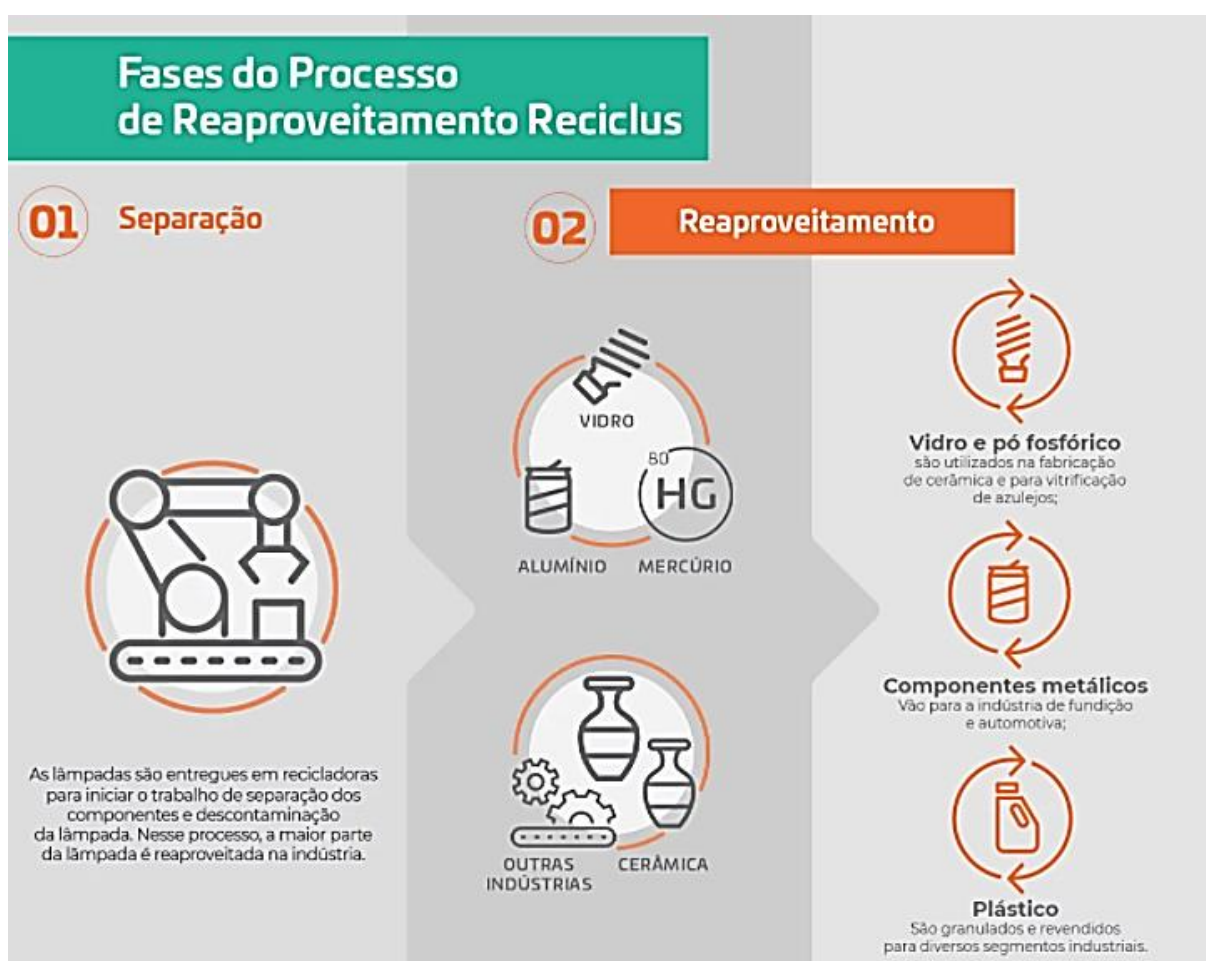 Fases do Processo
de Reaproveitamento Reciclus
01
Separação
As lâmpadas são entregues em recicladoras
para iniciar o trabalho de separação dos
componentes e descontaminação
da lâmpada. Nesse processo, a maior parte
da lâmpada é reaproveitada na indústria.
02
Reaproveitamento
VIDRO
80
HG
ALUMÍNIO
MERCÚRIO
OUTRAS
INDÚSTRIAS
CERÂMICA
Vidro e pó fosfórico
são utilizados na fabricação
de cerâmica e para vitrificação
de azulejos;
Componentes metálicos
Vão para a indústria de fundição
e automotiva;
Plástico
São granulados e revendidos
para diversos segmentos industriais.